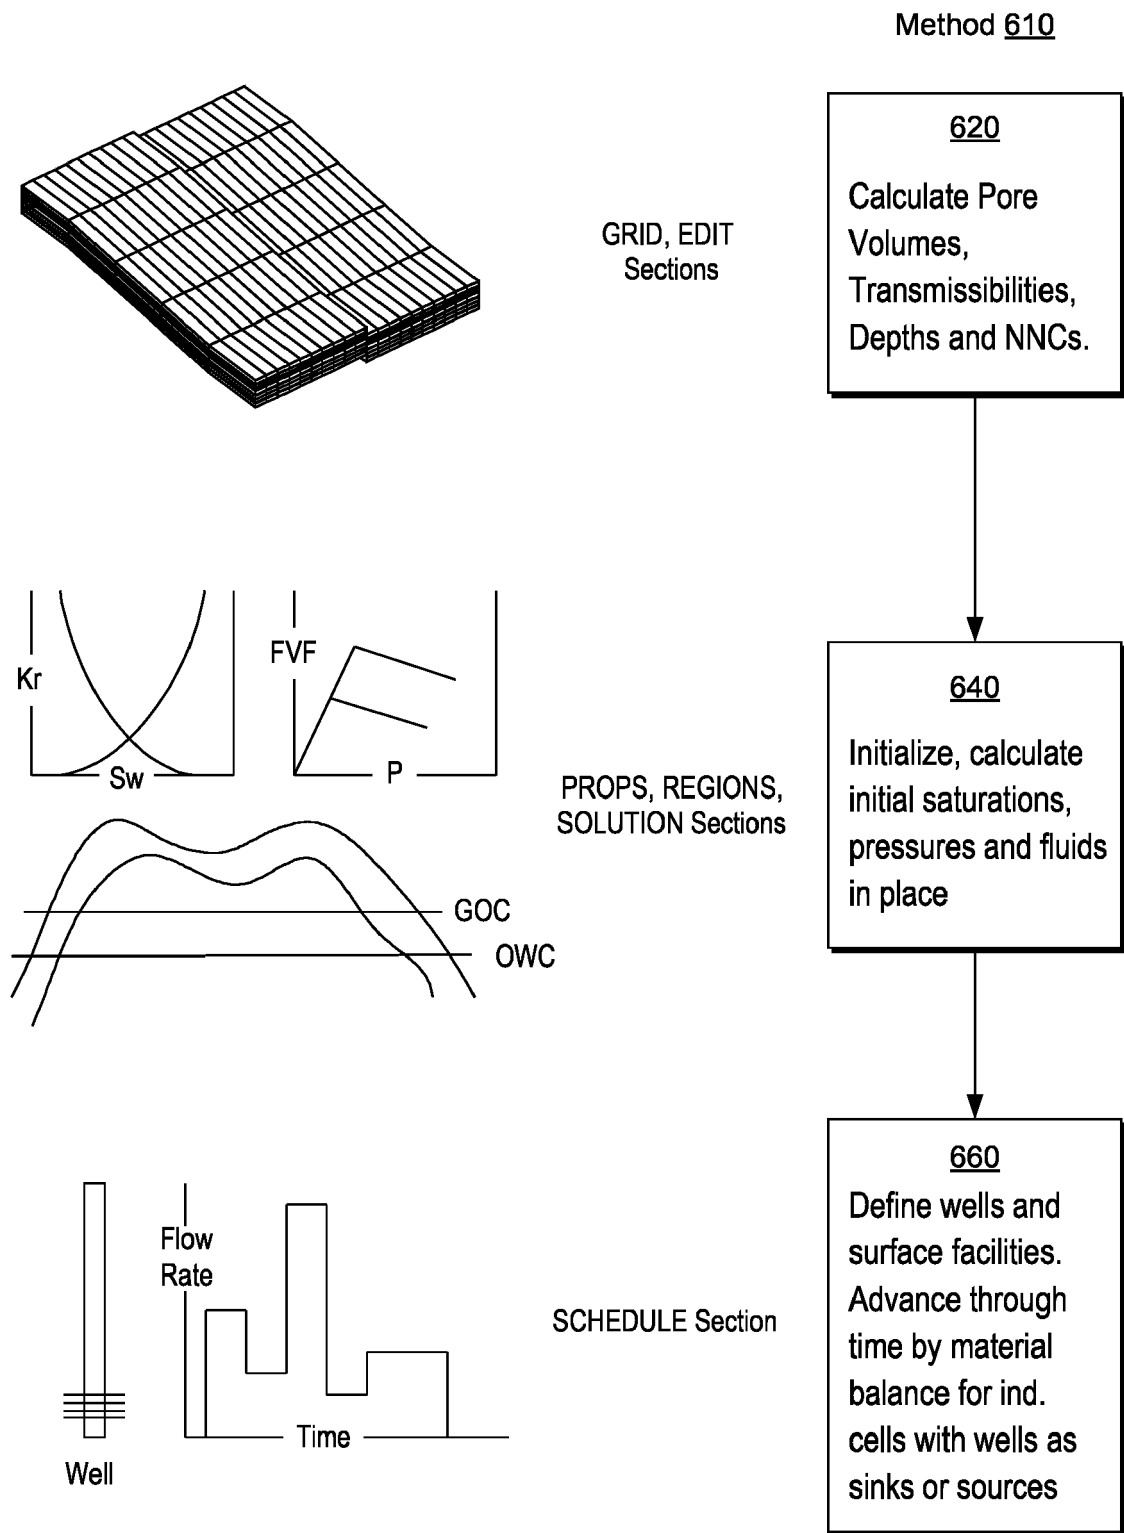 Method 610
620
Calculate Pore
Volumes,
Transmissibilities,
Depths and NNCs.
GRID, EDIT
Sections
Kr
Sw
FVF
P
PROPS, REGIONS,
SOLUTION Sections
GOC
OWC
640
Initialize, calculate
initial saturations,
pressures and fluids
in place
Flow
Rate
Time
Well
SCHEDULE Section
660
Define wells and
surface facilities.
Advance through
time by material
balance for ind.
cells with wells as
sinks or sources